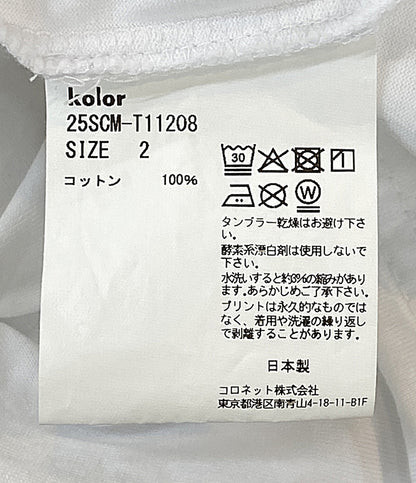 kolor
25SCM-T11208
SIZE 2
コットン 100%
30
タンブラー乾燥はお避け下さ
い。
酵素系漂白剤は使用しないで
下さい。
水洗いすると約3%の縮みがあり
ます。あらかじめご了承下さい。
プリントは永久的なものでは
なく、着用や洗濯の繰り返し
で剥離することがあります。
日本製
コロネット株式会社
東京都港区南青山4-18-11-B1F